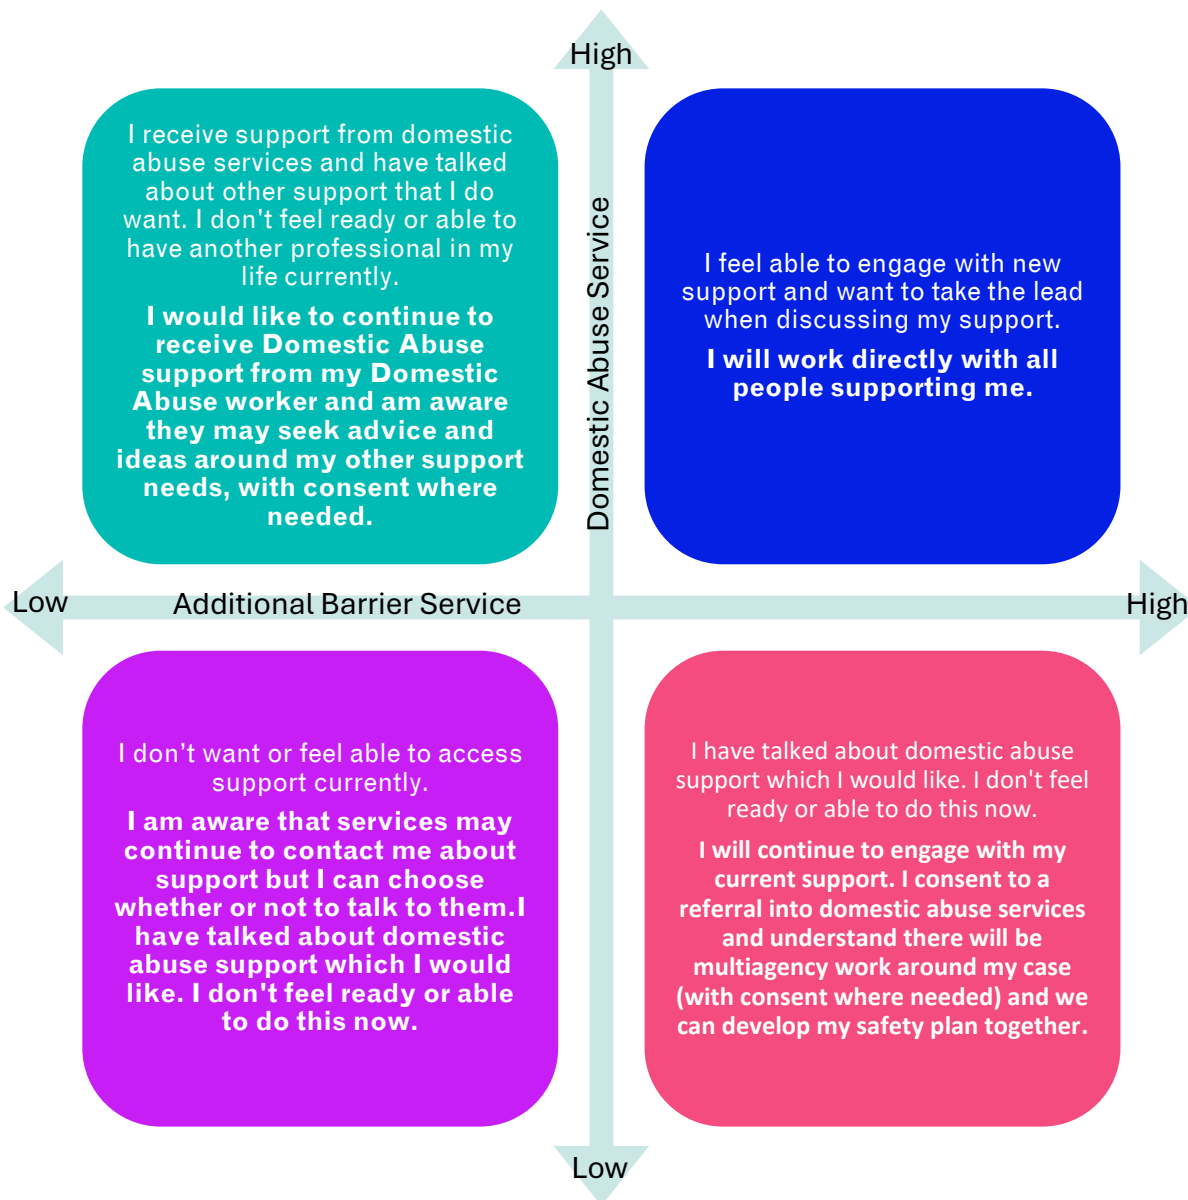 High
I receive support from domestic
abuse services and have talked
about other support that I do
want. I don't feel ready or able to
have another professional in my
life currently.
I would like to continue to
receive Domestic Abuse
support from my Domestic
Abuse worker and am aware
they may seek advice and
ideas around my other support
needs, with consent where
needed.
Domestic Abuse Service
I feel able to engage with new
support and want to take the lead
when discussing my support.
I will work directly with all
people supporting me.
Low
Additional Barrier Service
High
I don’t want or feel able to access
support currently.
I am aware that services may
continue to contact me about
support but I can choose
whether or not to talk to them.I
have talked about domestic
abuse support which I would
like. I don't feel ready or able
to do this now.
I have talked about domestic abuse
support which I would like. I don't feel
ready or able to do this now.
I will continue to engage with my
current support. I consent to a
referral into domestic abuse services
and understand there will be
multiagency work around my case
(with consent where needed) and we
can develop my safety plan together.
Low